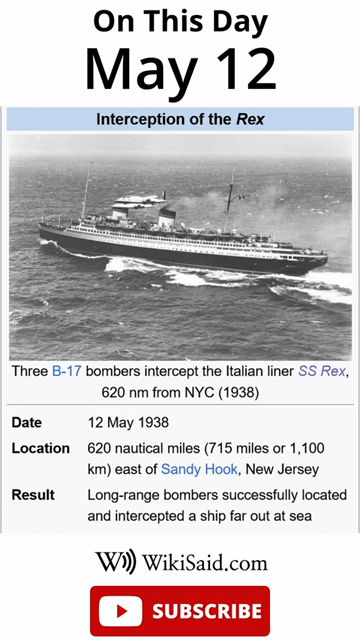 On This Day
May 12
Interception of the Rex
Three B-17 bombers intercept the Italian liner SS Rex,
620 nm from NYC (1938)
Date 12 May 1938
Location 620 nautical miles (715 miles or 1,100
km) east of Sandy Hook, New Jersey
Result Long-range bombers successfully located
and intercepted a ship far out at sea
WikiSaid.com
SUBSCRIBE